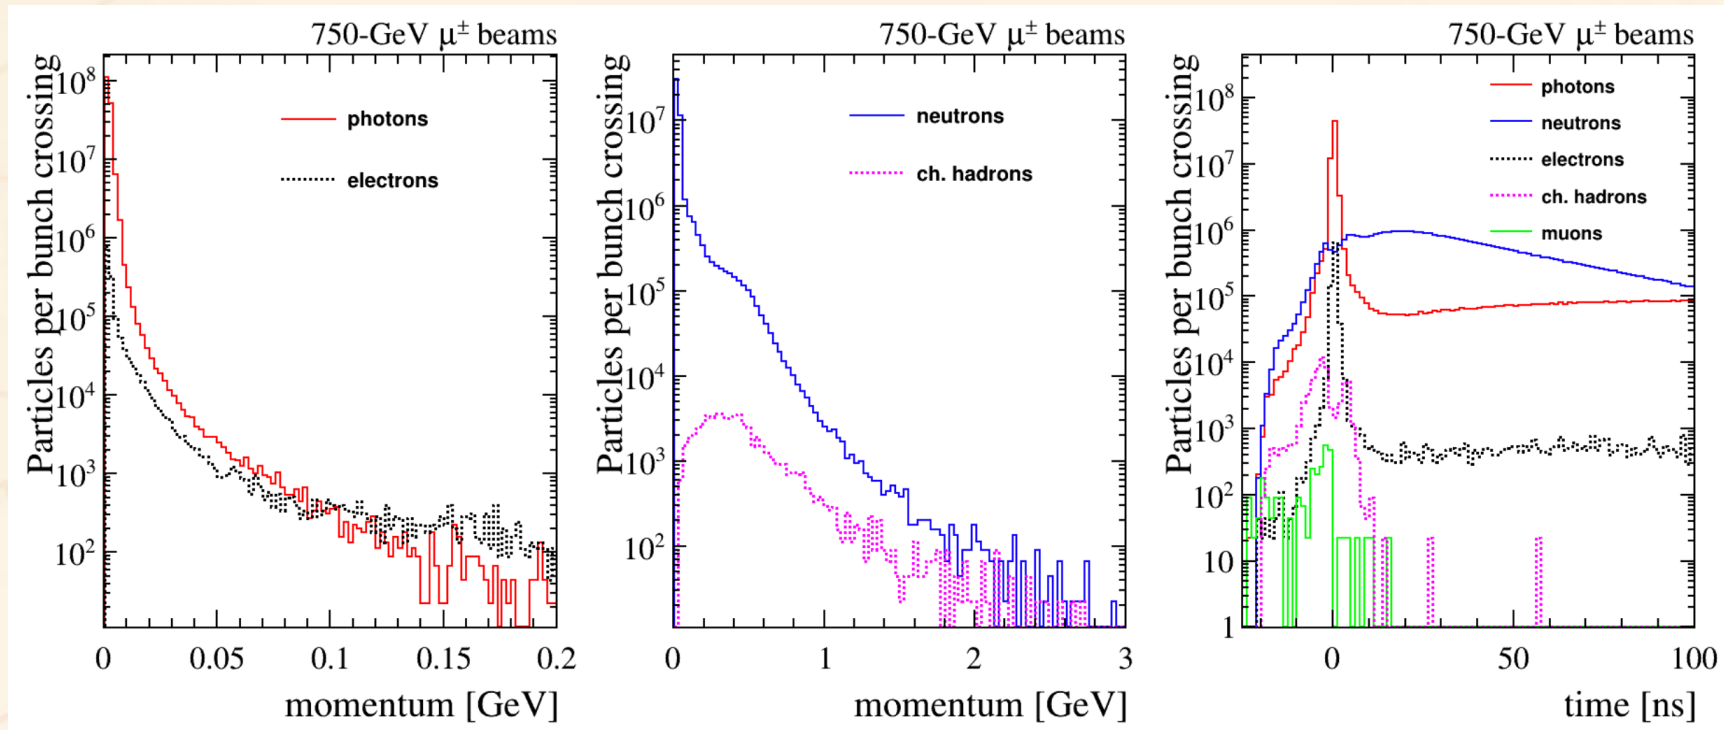 750-GeV μ± beams
Particles per bunch crossing
10⁸
10⁷
10⁶
10⁵
10⁴
10³
10²
photons
electrons
0 0.05 0.1 0.15 0.2
momentum [GeV]
750-GeV μ± beams
Particles per bunch crossing
10⁷
10⁶
10⁵
10⁴
10³
10²
neutrons
ch. hadrons
0 1 2 3
momentum [GeV]
750-GeV μ± beams
Particles per bunch crossing
10⁸
10⁷
10⁶
10⁵
10⁴
10³
10²
10
1
photons
neutrons
electrons
ch. hadrons
muons
0 50 100
time [ns]